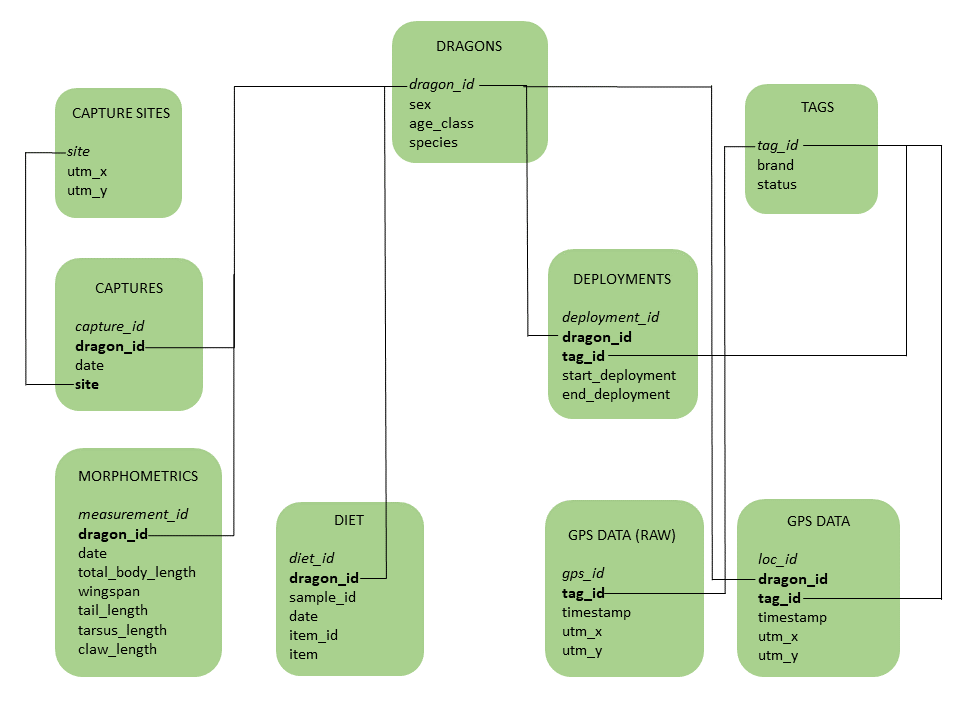 DRAGONS
dragon_id
sex
age_class
species
CAPTURE SITES
site
utm_x
utm_y
TAGS
tag_id
brand
status
CAPTURES
capture_id
dragon_id
date
site
DEPLOYMENTS
deployment_id
dragon_id
tag_id
start_deployment
end_deployment
MORPHOMETRICS
measurement_id
dragon_id
date
total_body_length
wingspan
tail_length
tarsus_length
claw_length
DIET
diet_id
dragon_id
sample_id
date
item_id
item
GPS DATA (RAW)
gps_id
tag_id
timestamp
utm_x
utm_y
GPS DATA
loc_id
dragon_id
tag_id
timestamp
utm_x
utm_y